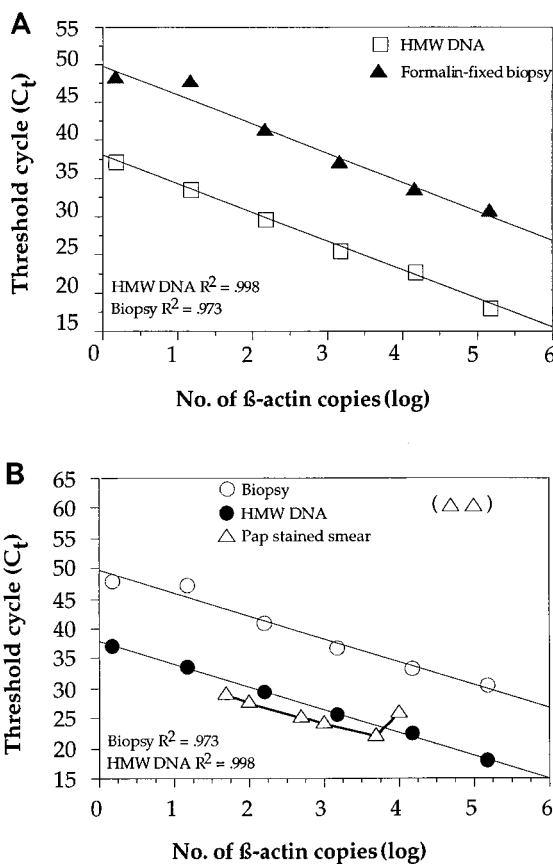 A
HMW DNA
Formalin-fixed biopsy
Threshold cycle (Ct)
55
50
45
40
35
30
25
20
15
HMW DNA R2 = .998
Biopsy R2 = .973
0 1 2 3 4 5 6
No. of ß-actin copies (log)
B
Biopsy
HMW DNA
Pap stained smear
( )
Threshold cycle (Ct)
65
60
55
50
45
40
35
30
25
20
15
Biopsy R2 = .973
HMW DNA R2 = .998
0 1 2 3 4 5 6
No. of ß-actin copies (log)